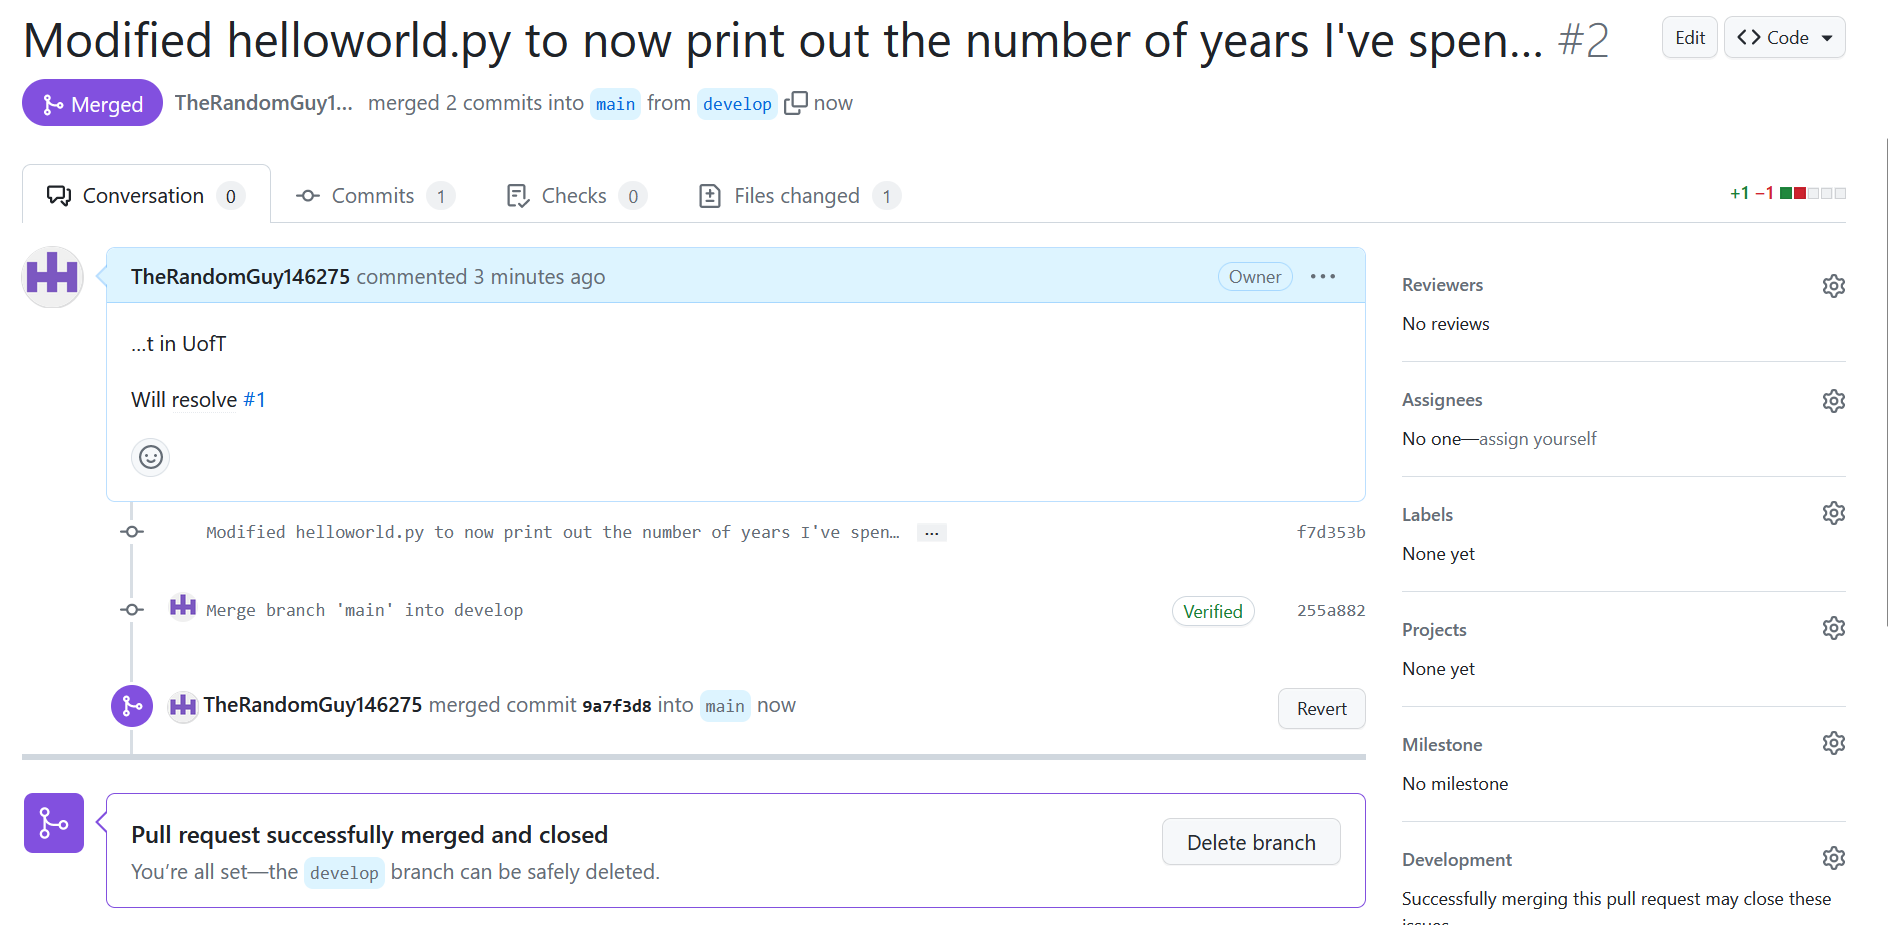 Modified helloworld.py to now print out the number of years I've spen... #2
Edit
Code
Merged
TheRandomGuy1... merged 2 commits into main from develop now
Conversation 0
Commits 1
Checks 0
Files changed 1
+1 −1
TheRandomGuy146275 commented 3 minutes ago
Owner
...t in UofT
Will resolve #1
Modified helloworld.py to now print out the number of years I've spen… ... f7d353b
Merge branch 'main' into develop
Verified
255a882
TheRandomGuy146275 merged commit 9a7f3d8 into main now
Revert
Pull request successfully merged and closed
You're all set—the develop branch can be safely deleted.
Delete branch
Reviewers
No reviews
Assignees
No one—assign yourself
Labels
None yet
Projects
None yet
Milestone
No milestone
Development
Successfully merging this pull request may close these